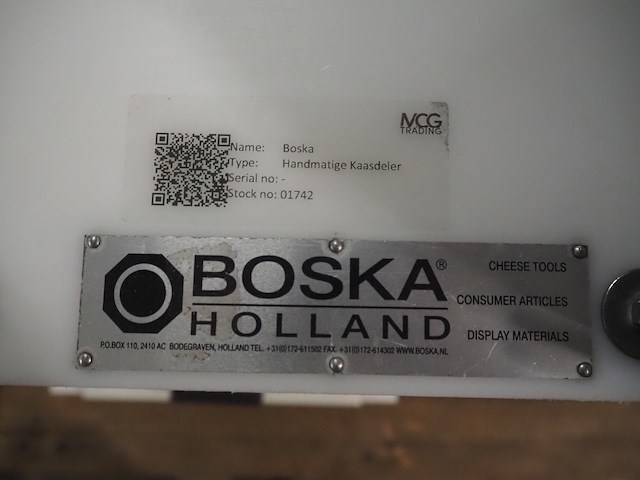 MCG
TRADING
Name: Boska
Type: Handmatige Kaasdeler
Serial no: -
Stock no: 01742
BOSKA®
HOLLAND
CHEESE TOOLS
CONSUMER ARTICLES
DISPLAY MATERIALS
P.O.BOX 110, 2410 AC BODEGRAVEN, HOLLAND TEL. +31(0)172-611502 FAX. +31(0)172-614302 WWW.BOSKA.NL